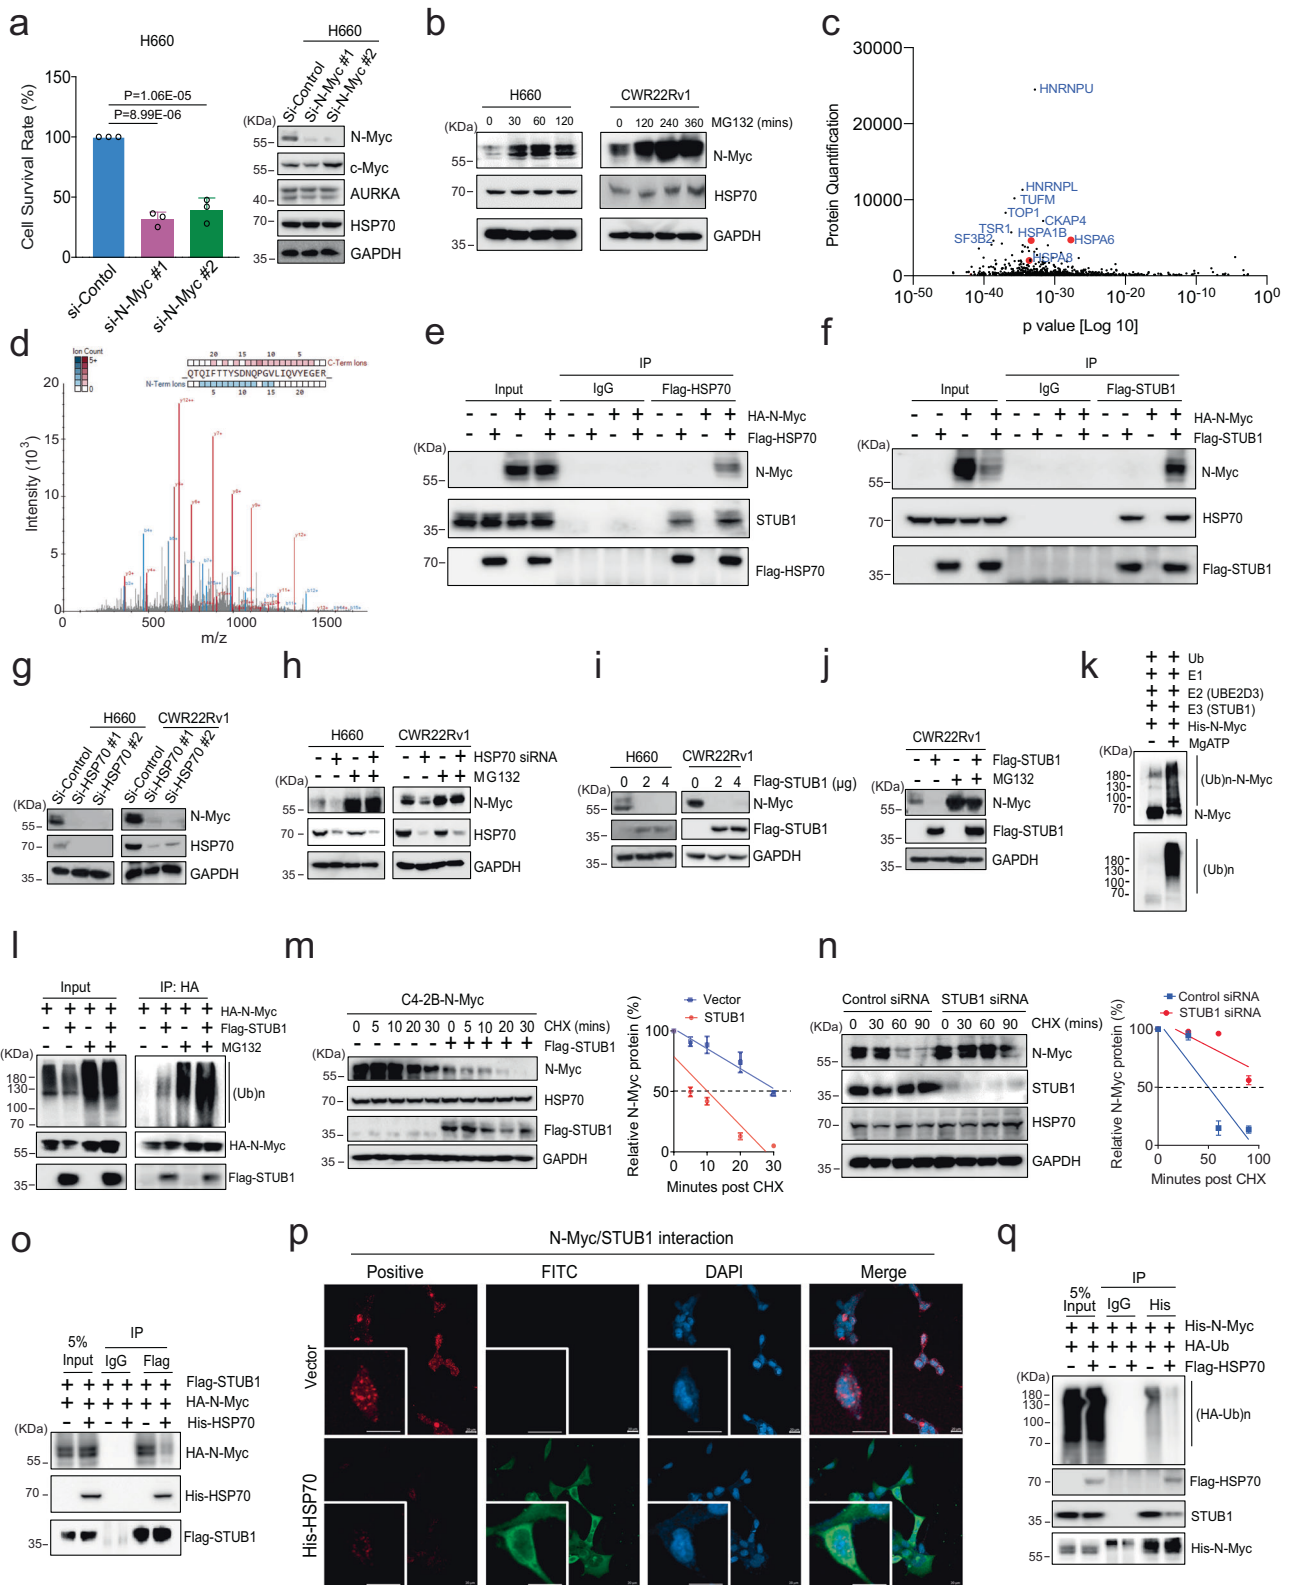 a
H660
Cell Survival Rate (%)
150
100
50
0
P=1.06E-05
P=8.99E-06
si-Control
si-N-Myc #1
si-N-Myc #2
H660
Si-Control
Si-N-Myc #1
Si-N-Myc #2
(KDa)
55
N-Myc
55
c-Myc
40
AURKA
70
HSP70
35
GAPDH
b
H660 CWR22Rv1
(KDa) 0 30 60 120 0 120 240 360 MG132 (mins)
55 N-Myc
70 HSP70
35 GAPDH
c
Protein Quantification
30000
20000
10000
0
HNRNPU
HNRNPL
TUFM
TOP1
CKAP4
TSR1
HSPA1B
SF3B2
HSPA6
HSPA8
10-50 10-40 10-30 10-20 10-10 100
p value [Log 10]
d
Ion Count
5+
0
20 15 10 5
C-Term Ions
QTQIFTTYSDNQPGVLIQVYEGER
N-Term Ions
5 10 15 20
Intensity (103)
20
15
10
5
0
0 500 1000 1500
m/z
e
IP
Input IgG Flag-HSP70
- - + + - - + + - - + + HA-N-Myc
- + - + - + - + - + - + Flag-HSP70
(KDa)
55 N-Myc
35 STUB1
70 Flag-HSP70
f
IP
Input IgG Flag-STUB1
- - + + - - + + - - + + HA-N-Myc
- + - + - + - + - + - + Flag-STUB1
(KDa)
55 N-Myc
70 HSP70
35 Flag-STUB1
g
H660 CWR22Rv1
Si-Control
Si-HSP70 #1
Si-HSP70 #2
Si-Control
Si-HSP70 #1
Si-HSP70 #2
(KDa)
55 N-Myc
70 HSP70
35 GAPDH
h
H660 CWR22Rv1
- + - + - + - + HSP70 siRNA
- - + + - - + + MG132
(KDa)
55 N-Myc
70 HSP70
35 GAPDH
i
H660 CWR22Rv1
0 2 4 0 2 4 Flag-STUB1 (µg)
(KDa)
55 N-Myc
35 Flag-STUB1
35 GAPDH
j
CWR22Rv1
- + - + Flag-STUB1
- - + + MG132
(KDa)
55 N-Myc
35 Flag-STUB1
35 GAPDH
k
+ + Ub
+ + E1
+ + E2 (UBE2D3)
+ + E3 (STUB1)
+ + His-N-Myc
- + MgATP
(KDa)
180
130
100
70
(Ub)n-N-Myc
N-Myc
180
130
100
70
(Ub)n
l
Input IP: HA
+ + + + + + + + HA-N-Myc
- + - + - + - + Flag-STUB1
- - + + - - + + MG132
(KDa)
180
130
100
70
(Ub)n
55 HA-N-Myc
35 Flag-STUB1
m
C4-2B-N-Myc
0 5 10 20 30 0 5 10 20 30 CHX (mins)
- - - - - + + + + + Flag-STUB1
(KDa)
55 N-Myc
70 HSP70
35 Flag-STUB1
35 GAPDH
Vector
STUB1
Relative N-Myc protein (%)
100
50
0
0 10 20 30
Minutes post CHX
n
Control siRNA STUB1 siRNA
0 30 60 90 0 30 60 90 CHX (mins)
(KDa)
55 N-Myc
35 STUB1
70 HSP70
35 GAPDH
Control siRNA
STUB1 siRNA
Relative N-Myc protein (%)
100
50
0
0 50 100
Minutes post CHX
o
5% Input IP
IgG Flag
+ + + + + + Flag-STUB1
+ + + + + + HA-N-Myc
- + - + - + His-HSP70
(KDa)
55 HA-N-Myc
70 His-HSP70
35 Flag-STUB1
p
N-Myc/STUB1 interaction
Positive FITC DAPI Merge
Vector
His-HSP70
q
5% Input IP
IgG His
+ + + + + + His-N-Myc
+ + + + + + HA-Ub
- + - + - + Flag-HSP70
(KDa)
180
130
100
70
(HA-Ub)n
70 Flag-HSP70
35 STUB1
55 His-N-Myc